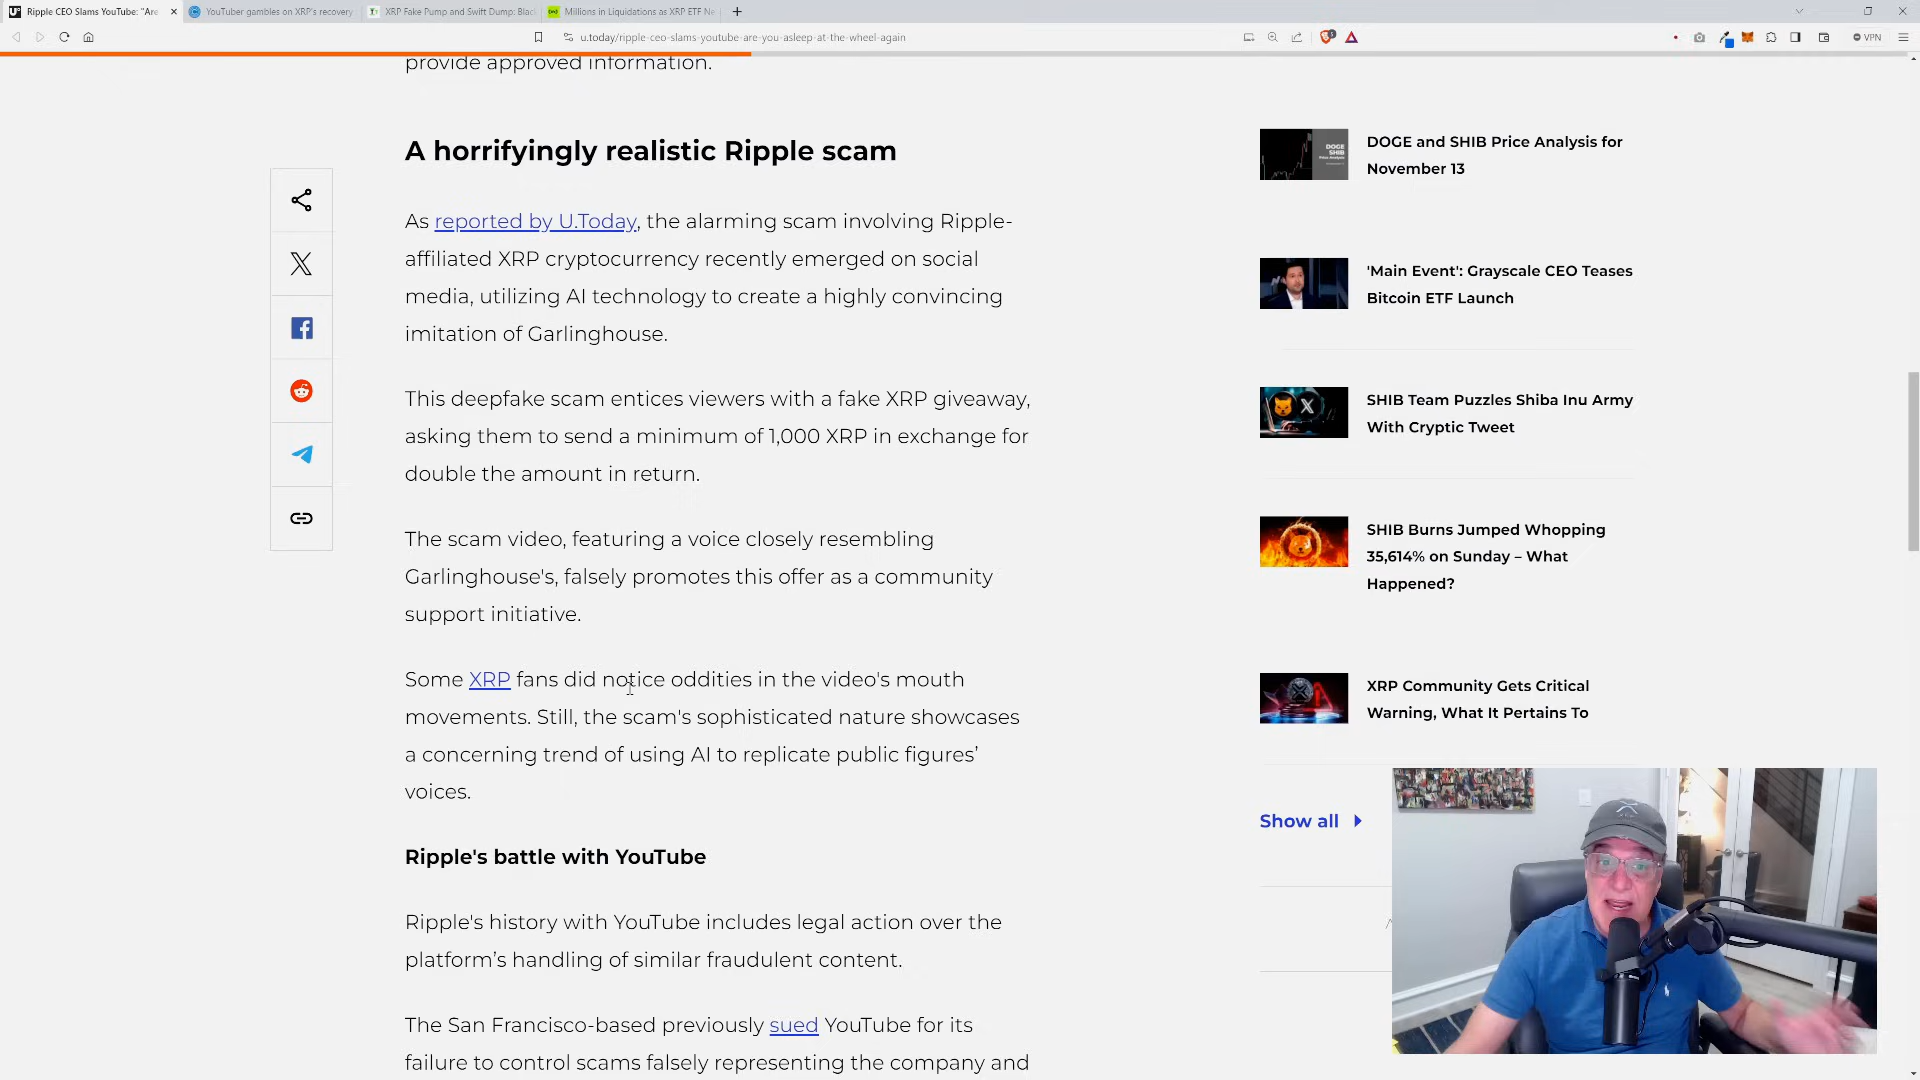 Ripple CEO Slams YouTube: "Are
YouTuber gambles on XRP's recovery
XRP Fake Pump and Swift Dump: Blac
Millions in Liquidations as XRP ETF Ne
u.today/ripple-ceo-slams-youtube-are-you-asleep-at-the-wheel-again
VPN
provide approved information.
A horrifyingly realistic Ripple scam
As reported by U.Today, the alarming scam involving Ripple-
affiliated XRP cryptocurrency recently emerged on social
media, utilizing AI technology to create a highly convincing
imitation of Garlinghouse.
This deepfake scam entices viewers with a fake XRP giveaway,
asking them to send a minimum of 1,000 XRP in exchange for
double the amount in return.
The scam video, featuring a voice closely resembling
Garlinghouse's, falsely promotes this offer as a community
support initiative.
Some XRP fans did notice oddities in the video's mouth
movements. Still, the scam's sophisticated nature showcases
a concerning trend of using AI to replicate public figures’
voices.
Ripple's battle with YouTube
Ripple's history with YouTube includes legal action over the
platform’s handling of similar fraudulent content.
The San Francisco-based previously sued YouTube for its
failure to control scams falsely representing the company and
DOGE and SHIB Price Analysis for
November 13
'Main Event': Grayscale CEO Teases
Bitcoin ETF Launch
SHIB Team Puzzles Shiba Inu Army
With Cryptic Tweet
SHIB Burns Jumped Whopping
35,614% on Sunday – What
Happened?
XRP Community Gets Critical
Warning, What It Pertains To
Show all